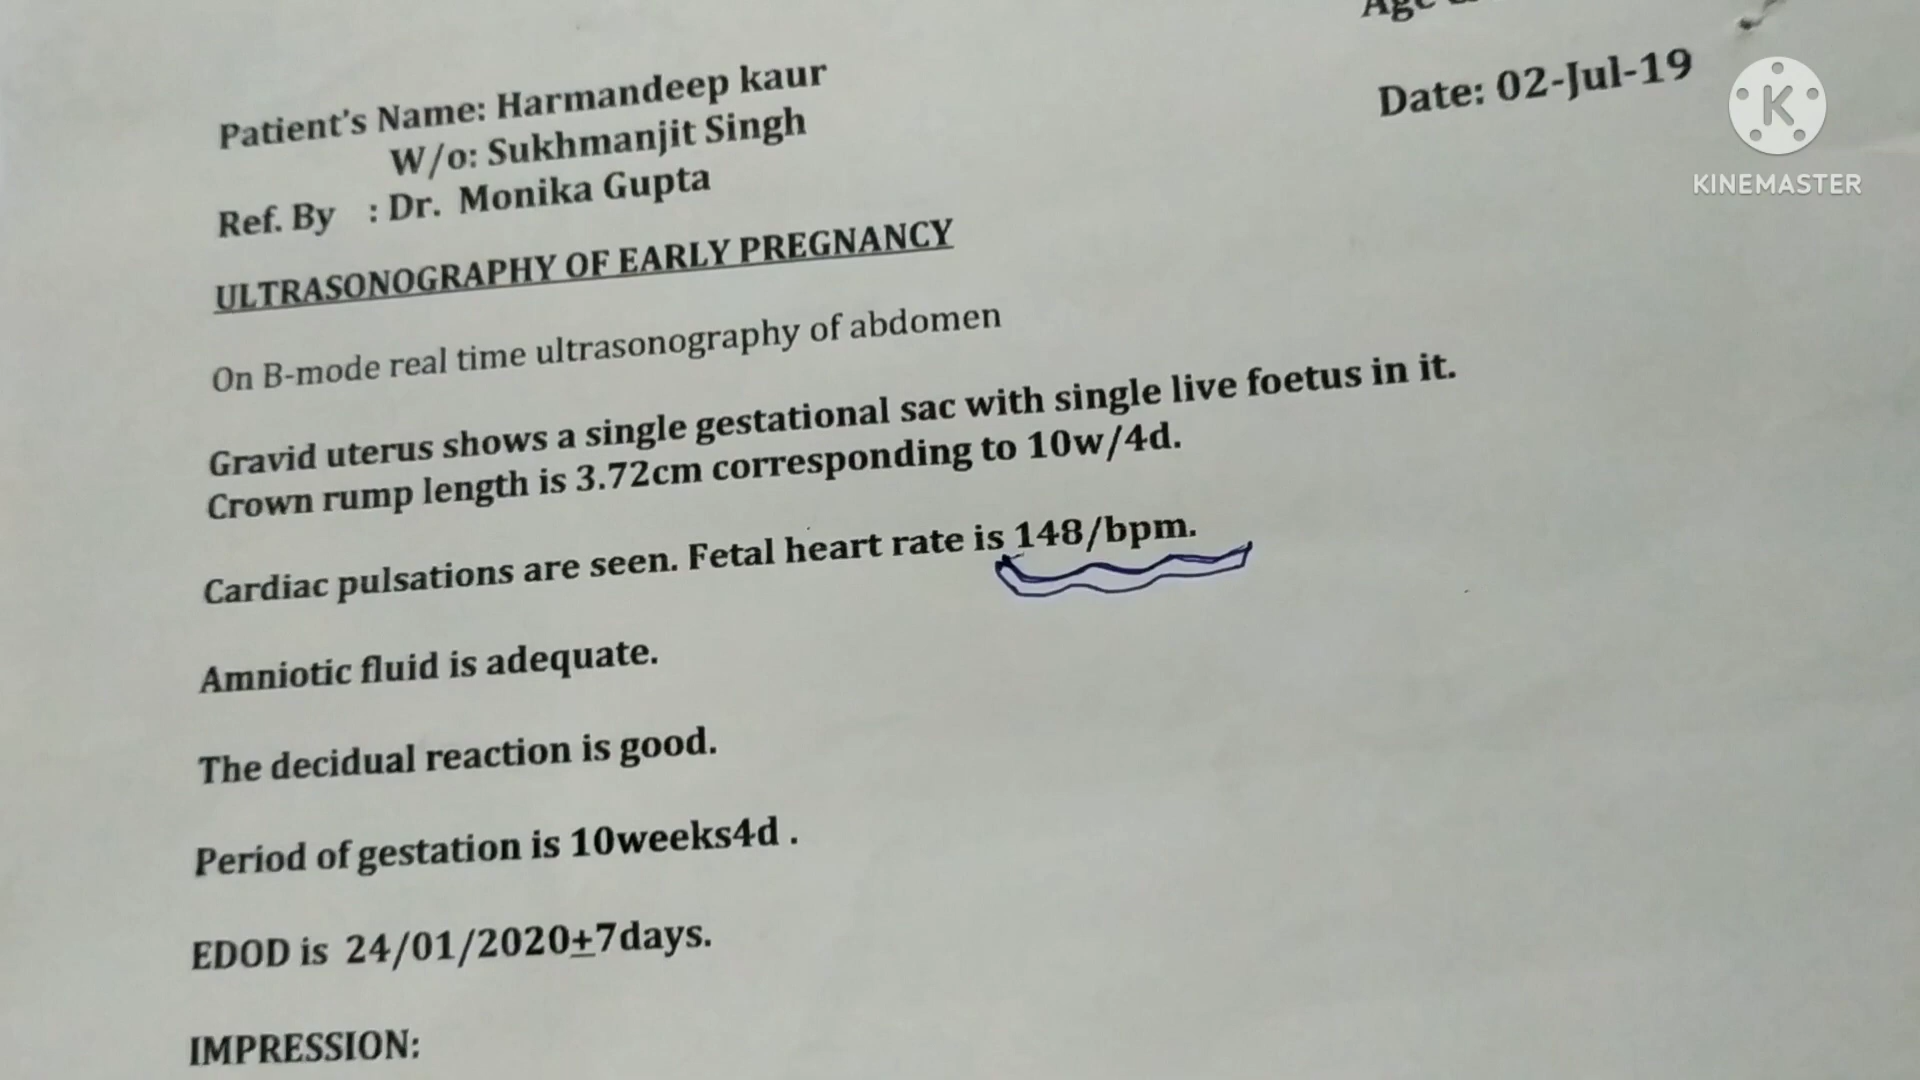 Age
Patient's Name: Harmandeep kaur
Date: 02-Jul-19
W/o: Sukhmanjit Singh
Ref. By : Dr. Monika Gupta
K
KINEMASTER
ULTRASONOGRAPHY OF EARLY PREGNANCY
On B-mode real time ultrasonography of abdomen
Gravid uterus shows a single gestational sac with single live foetus in it.
Crown rump length is 3.72cm corresponding to 10w/4d.
Cardiac pulsations are seen. Fetal heart rate is 148/bpm.
Amniotic fluid is adequate.
The decidual reaction is good.
Period of gestation is 10weeks4d .
EDOD is 24/01/2020±7days.
IMPRESSION: